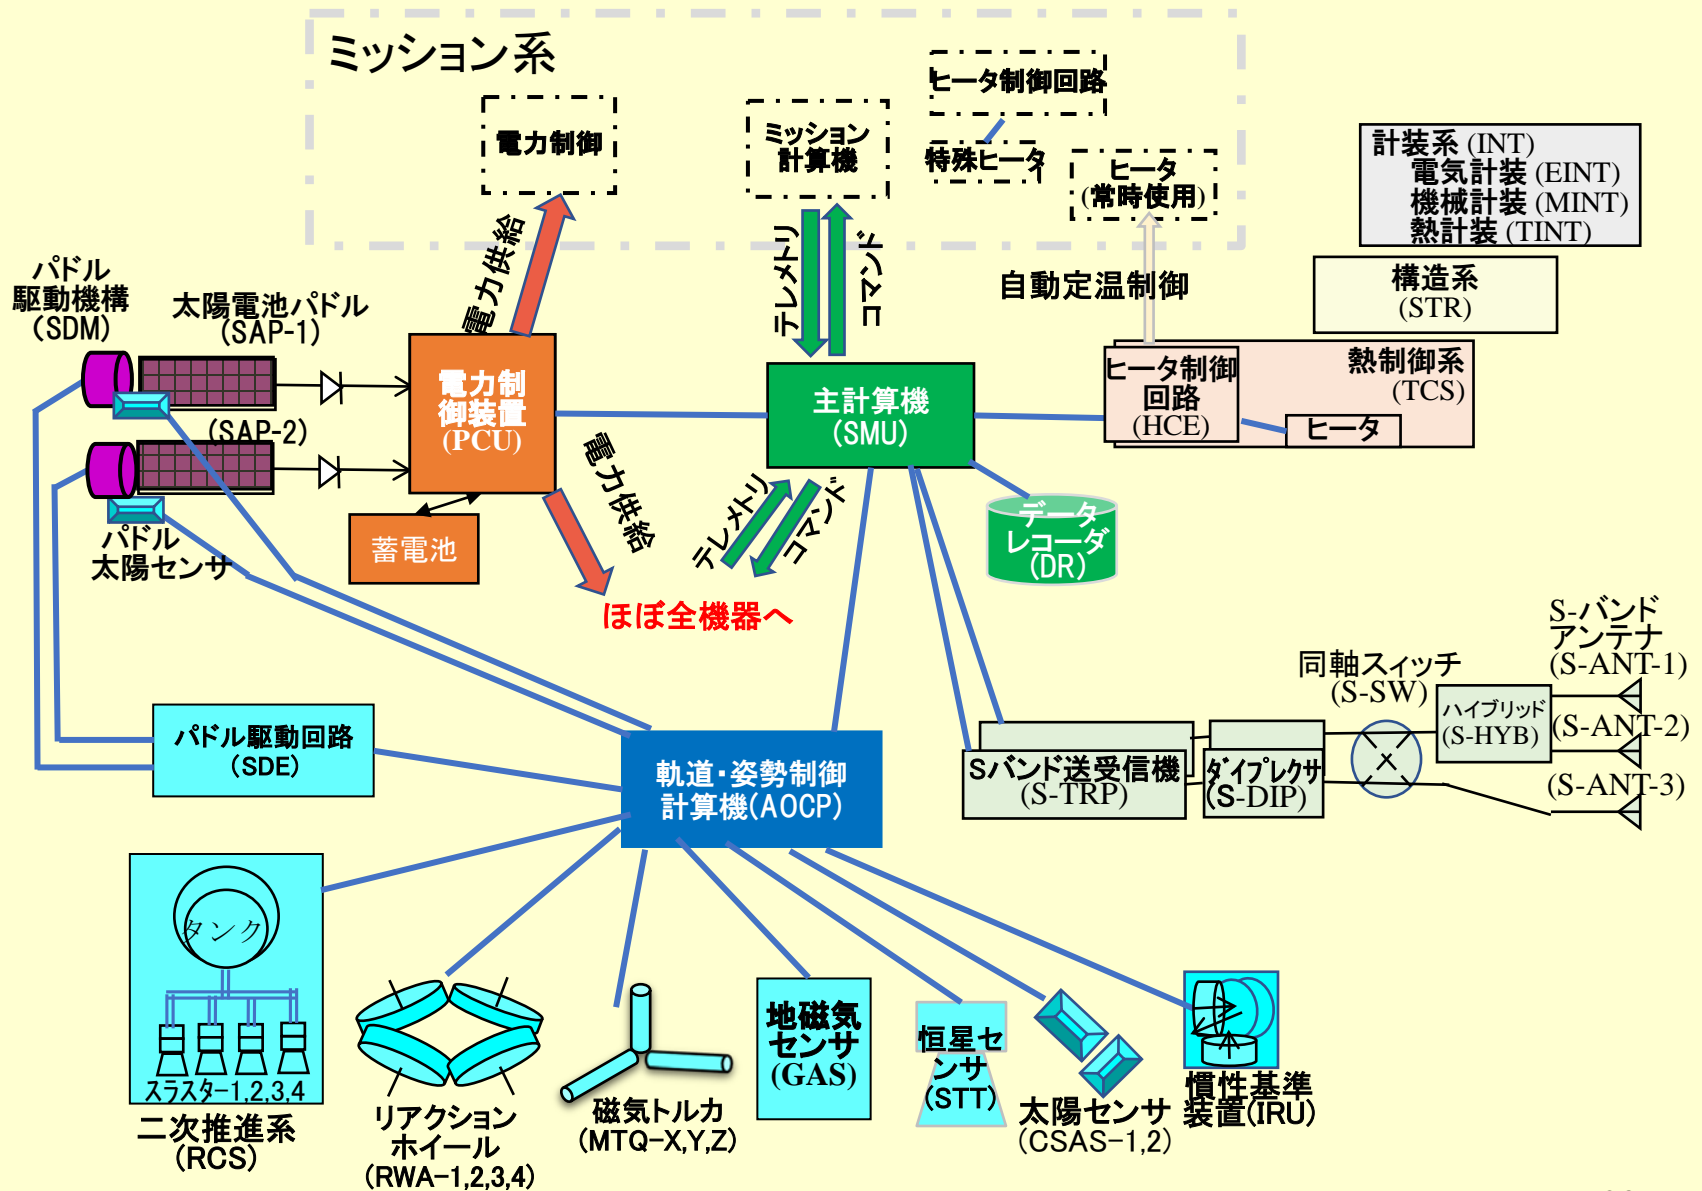 ミッション系
電力制御
ミッション
計算機
ヒータ制御回路
特殊ヒータ
ヒータ
(常時使用)
計装系 (INT)
電気計装 (EINT)
機械計装 (MINT)
熱計装 (TINT)
構造系
(STR)
電力供給
テレメトリ
コマンド
自動定温制御
パドル
駆動機構
(SDM)
太陽電池パドル
(SAP-1)
(SAP-2)
電力制
御装置
(PCU)
主計算機
(SMU)
ヒータ制御
回路
(HCE)
熱制御系
(TCS)
ヒータ
蓄電池
電力供給
ほぼ全機器へ
テレメトリ
コマンド
データ
レコーダ
(DR)
パドル
太陽センサ
S-バンド
アンテナ
(S-ANT-1)
(S-ANT-2)
(S-ANT-3)
同軸スィッチ
(S-SW)
ハイブリッド
(S-HYB)
Sバンド送受信機
(S-TRP)
ダイプレクサ
(S-DIP)
パドル駆動回路
(SDE)
軌道・姿勢制御
計算機(AOCP)
タンク
スラスター1,2,3,4
二次推進系
(RCS)
リアクション
ホイール
(RWA-1,2,3,4)
磁気トルカ
(MTQ-X,Y,Z)
地磁気
センサ
(GAS)
恒星セ
ンサ
(STT)
太陽センサ
(CSAS-1,2)
慣性基準
装置(IRU)